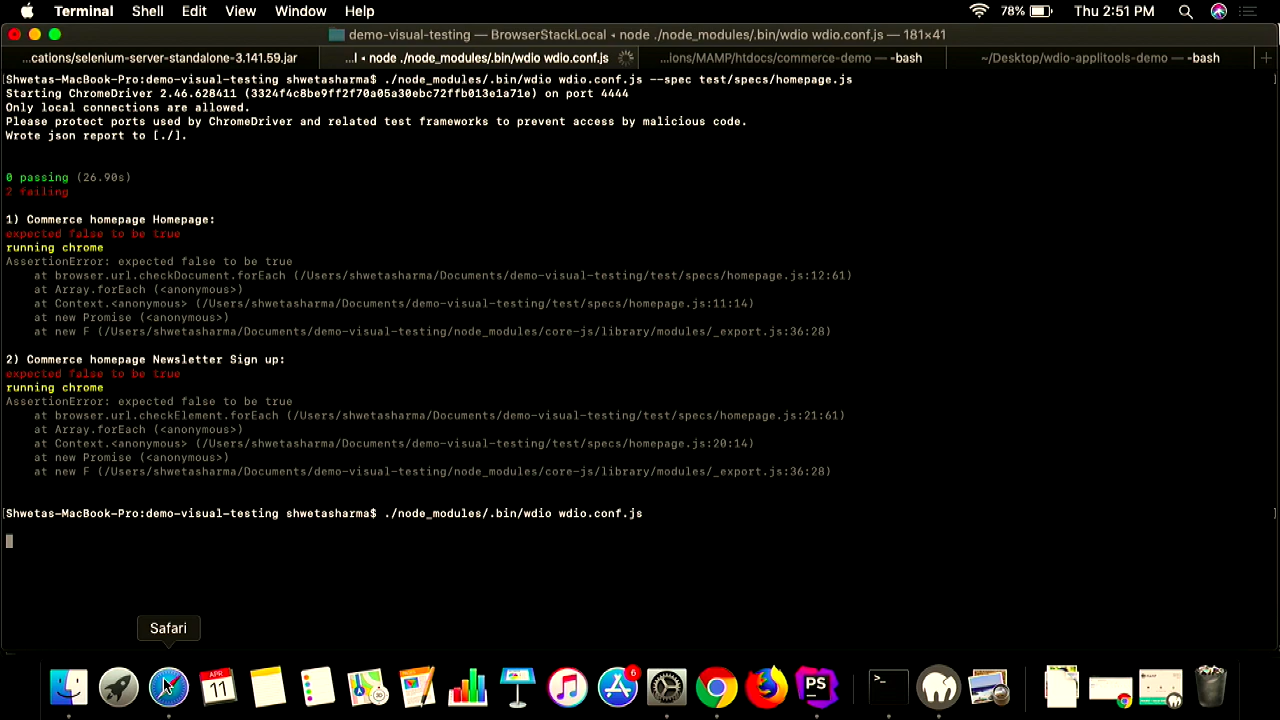 Terminal Shell Edit View Window Help 78% Thu 2:51 PM
demo-visual-testing — BrowserStackLocal ◂ node ./node_modules/.bin/wdio wdio.conf.js — 181×41
...cations/selenium-server-standalone-3.141.59.jar ...l ◂ node ./node_modules/.bin/wdio wdio.conf.js ...ions/MAMP/htdocs/commerce-demo — -bash ~/Desktop/wdio-applitools-demo — -bash +
[Shwetas-MacBook-Pro:demo-visual-testing shwetasharma$ ./node_modules/.bin/wdio wdio.conf.js --spec test/specs/homepage.js ]
Starting ChromeDriver 2.46.628411 (3324f4c8be9ff2f70a05a30ebc72ffb013e1a71e) on port 4444
Only local connections are allowed.
Please protect ports used by ChromeDriver and related test frameworks to prevent access by malicious code.
Wrote json report to [./].
0 passing (26.90s)
2 failing
1) Commerce homepage Homepage:
expected false to be true
running chrome
AssertionError: expected false to be true
at browser.url.checkDocument.forEach (/Users/shwetasharma/Documents/demo-visual-testing/test/specs/homepage.js:12:61)
at Array.forEach (<anonymous>)
at Context.<anonymous> (/Users/shwetasharma/Documents/demo-visual-testing/test/specs/homepage.js:11:14)
at new Promise (<anonymous>)
at new F (/Users/shwetasharma/Documents/demo-visual-testing/node_modules/core-js/library/modules/_export.js:36:28)
2) Commerce homepage Newsletter Sign up:
expected false to be true
running chrome
AssertionError: expected false to be true
at browser.url.checkElement.forEach (/Users/shwetasharma/Documents/demo-visual-testing/test/specs/homepage.js:21:61)
at Array.forEach (<anonymous>)
at Context.<anonymous> (/Users/shwetasharma/Documents/demo-visual-testing/test/specs/homepage.js:20:14)
at new Promise (<anonymous>)
at new F (/Users/shwetasharma/Documents/demo-visual-testing/node_modules/core-js/library/modules/_export.js:36:28)
[Shwetas-MacBook-Pro:demo-visual-testing shwetasharma$ ./node_modules/.bin/wdio wdio.conf.js ]
Safari
APR
11
30
6
PS
>_